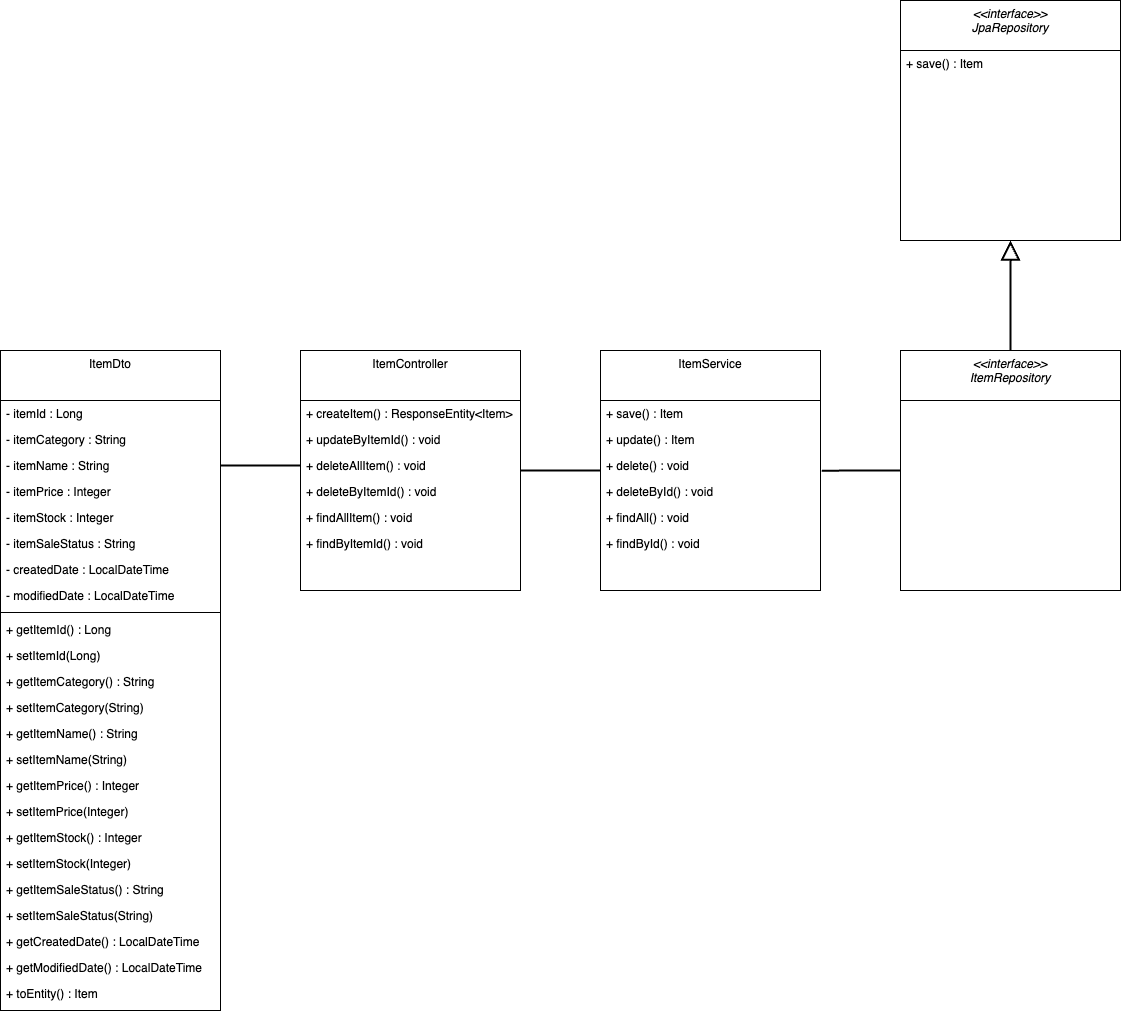 <<interface>>
JpaRepository
+ save() : Item
ItemDto
- itemId : Long
- itemCategory : String
- itemName : String
- itemPrice : Integer
- itemStock : Integer
- itemSaleStatus : String
- createdDate : LocalDateTime
- modifiedDate : LocalDateTime
+ getItemId() : Long
+ setItemId(Long)
+ getItemCategory() : String
+ setItemCategory(String)
+ getItemName() : String
+ setItemName(String)
+ getItemPrice() : Integer
+ setItemPrice(Integer)
+ getItemStock() : Integer
+ setItemStock(Integer)
+ getItemSaleStatus() : String
+ setItemSaleStatus(String)
+ getCreatedDate() : LocalDateTime
+ getModifiedDate() : LocalDateTime
+ toEntity() : Item
ItemController
+ createItem() : ResponseEntity<Item>
+ updateByItemId() : void
+ deleteAllItem() : void
+ deleteByItemId() : void
+ findAllItem() : void
+ findByItemId() : void
ItemService
+ save() : Item
+ update() : Item
+ delete() : void
+ deleteById() : void
+ findAll() : void
+ findById() : void
<<interface>>
ItemRepository